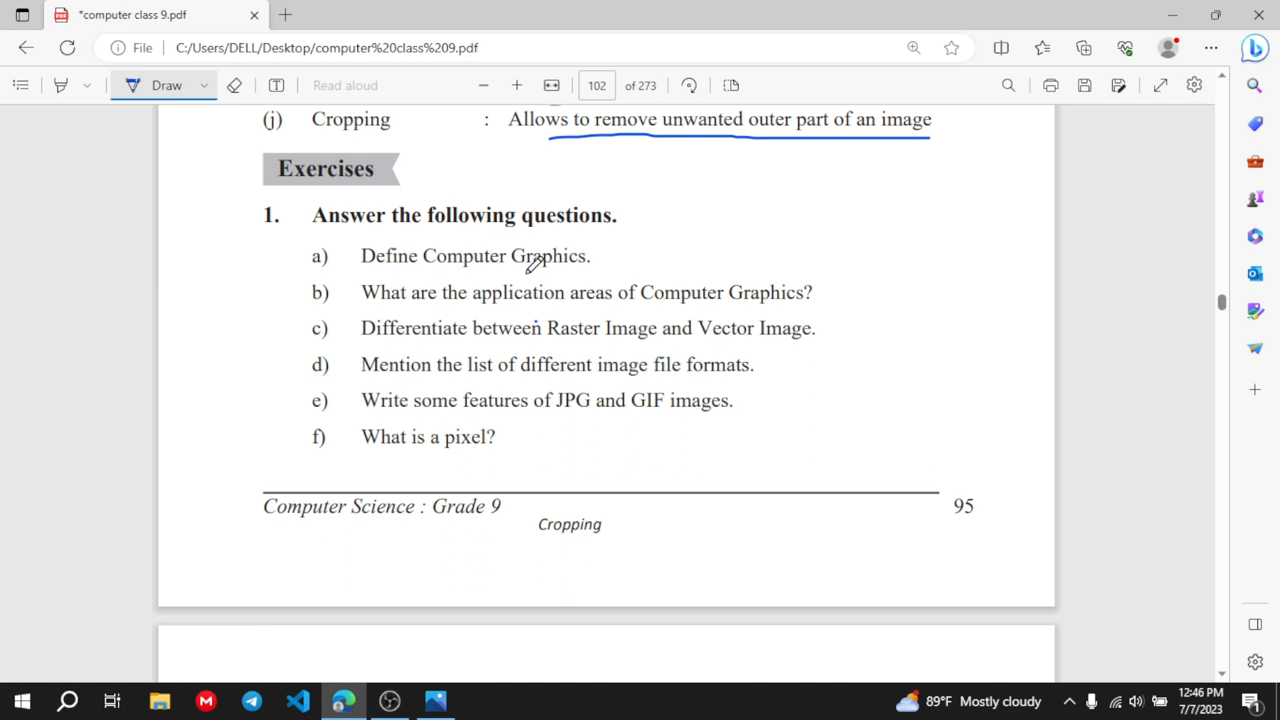 *computer class 9.pdf
File
C:/Users/DELL/Desktop/computer%20class%209.pdf
Draw
Read aloud
102 of 273
(j) Cropping : Allows to remove unwanted outer part of an image
Exercises
1. Answer the following questions.
a) Define Computer Graphics.
b) What are the application areas of Computer Graphics?
c) Differentiate between Raster Image and Vector Image.
d) Mention the list of different image file formats.
e) Write some features of JPG and GIF images.
f) What is a pixel?
Computer Science : Grade 9 95
Cropping
89°F Mostly cloudy
12:46 PM
7/7/2023